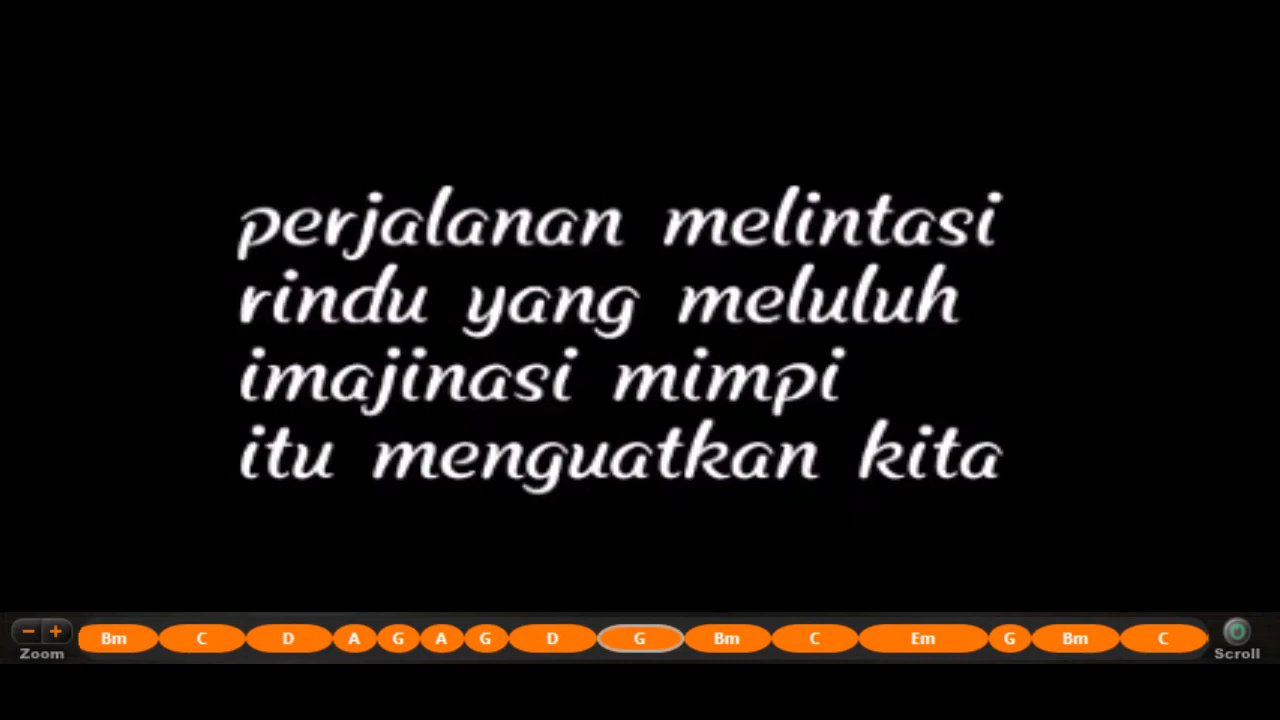 perjalanan melintasi
rindu yang meluluh
imajinasi mimpi
itu menguatkan kita
Bm C D A G A G D G Bm C Em G Bm C
Zoom Scroll